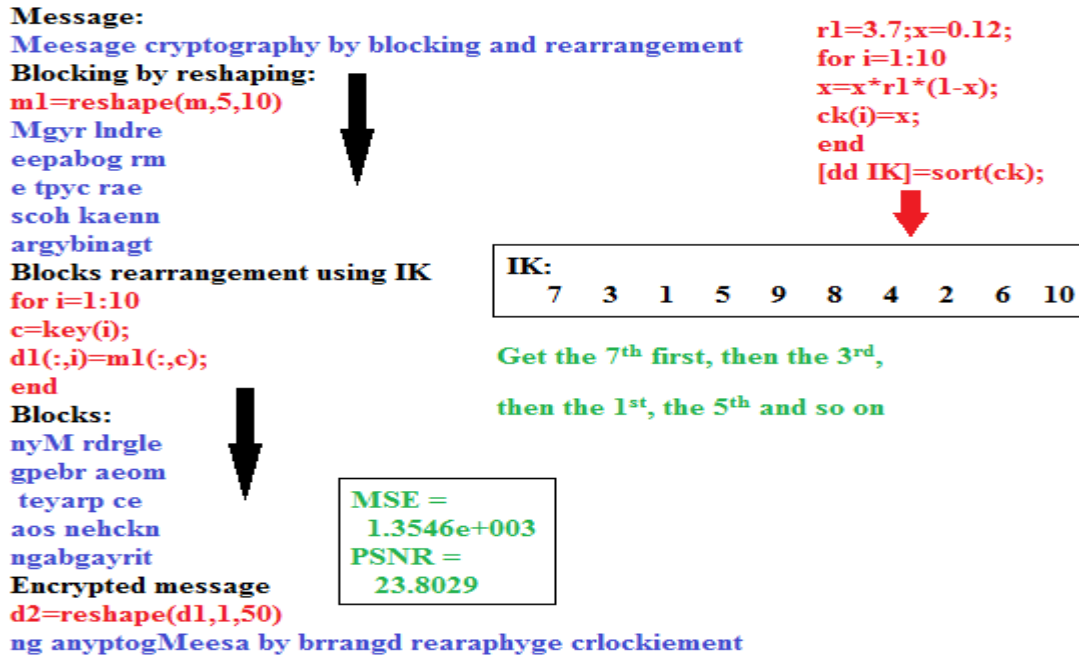 Message:
Meesage cryptography by blocking and rearrangement
Blocking by reshaping:
m1=reshape(m,5,10)
Mgyr lndre
eepabog rm
e tpyc rae
scoh kaenn
argybinagt
Blocks rearrangement using IK
for i=1:10
c=key(i);
d1(:,i)=m1(:,c);
end
Blocks:
nyM rdrgle
gpebr aeom
 teyarp ce
aos nehckn
ngabgayrit
Encrypted message
d2=reshape(d1,1,50)
ng anyptogMeesa by brrangd rearaphyge crlockiement
r1=3.7;x=0.12;
for i=1:10
x=x*r1*(1-x);
ck(i)=x;
end
[dd IK]=sort(ck);
IK:
7 3 1 5 9 8 4 2 6 10
Get the 7th first, then the 3rd,
then the 1st, the 5th and so on
MSE =
1.3546e+003
PSNR =
23.8029